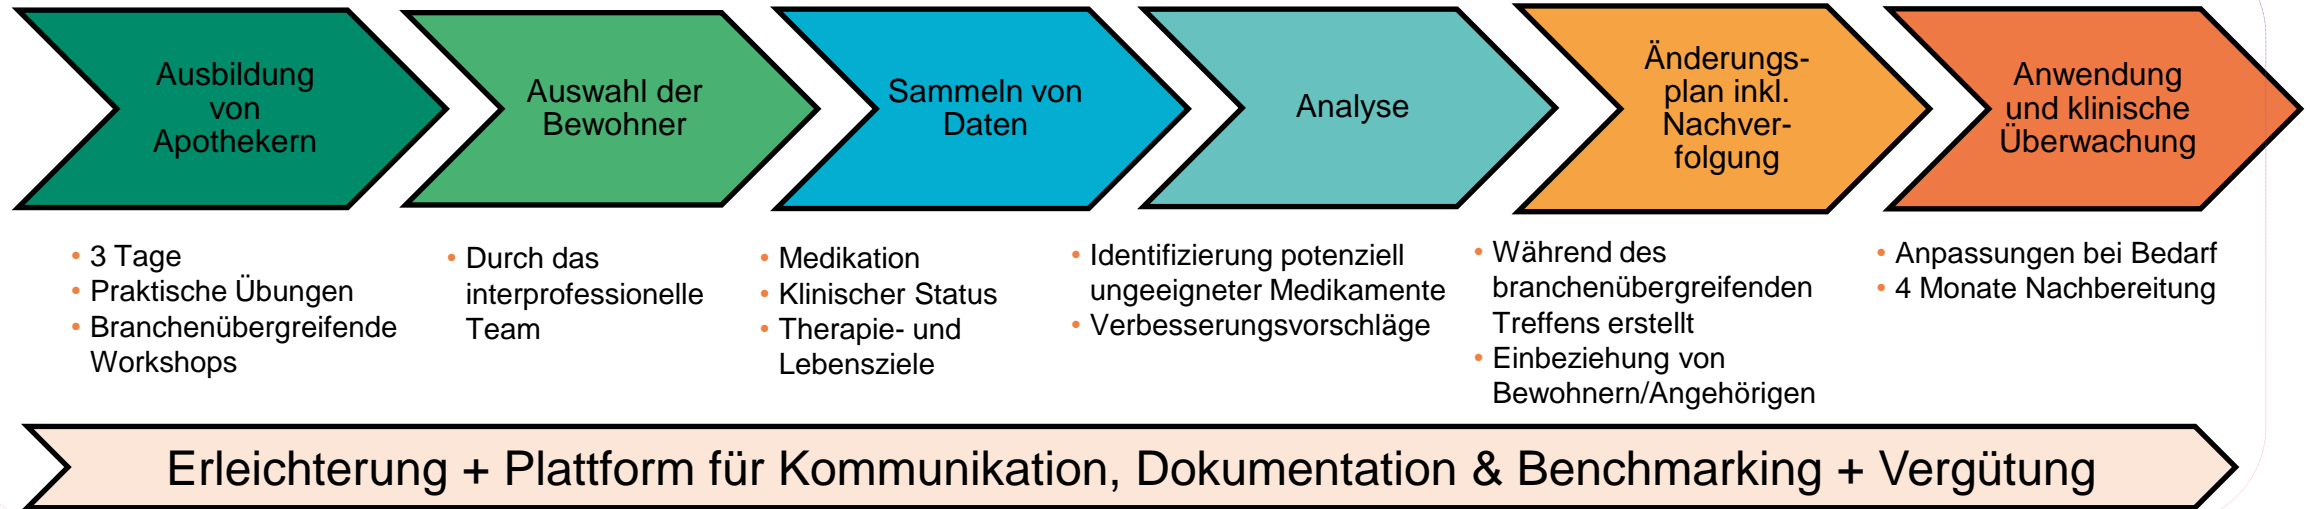 Ausbildung
von
Apothekern
Auswahl der
Bewohner
Sammeln von
Daten
Analyse
Änderungs-
plan inkl.
Nachver-
folgung
Anwendung
und klinische
Überwachung
• 3 Tage
• Praktische Übungen
• Branchenübergreifende
Workshops
• Durch das
interprofessionelle
Team
• Medikation
• Klinischer Status
• Therapie- und
Lebensziele
• Identifizierung potenziell
ungeeigneter Medikamente
• Verbesserungsvorschläge
• Während des
branchenübergreifenden
Treffens erstellt
• Einbeziehung von
Bewohnern/Angehörigen
• Anpassungen bei Bedarf
• 4 Monate Nachbereitung
Erleichterung + Plattform für Kommunikation, Dokumentation & Benchmarking + Vergütung